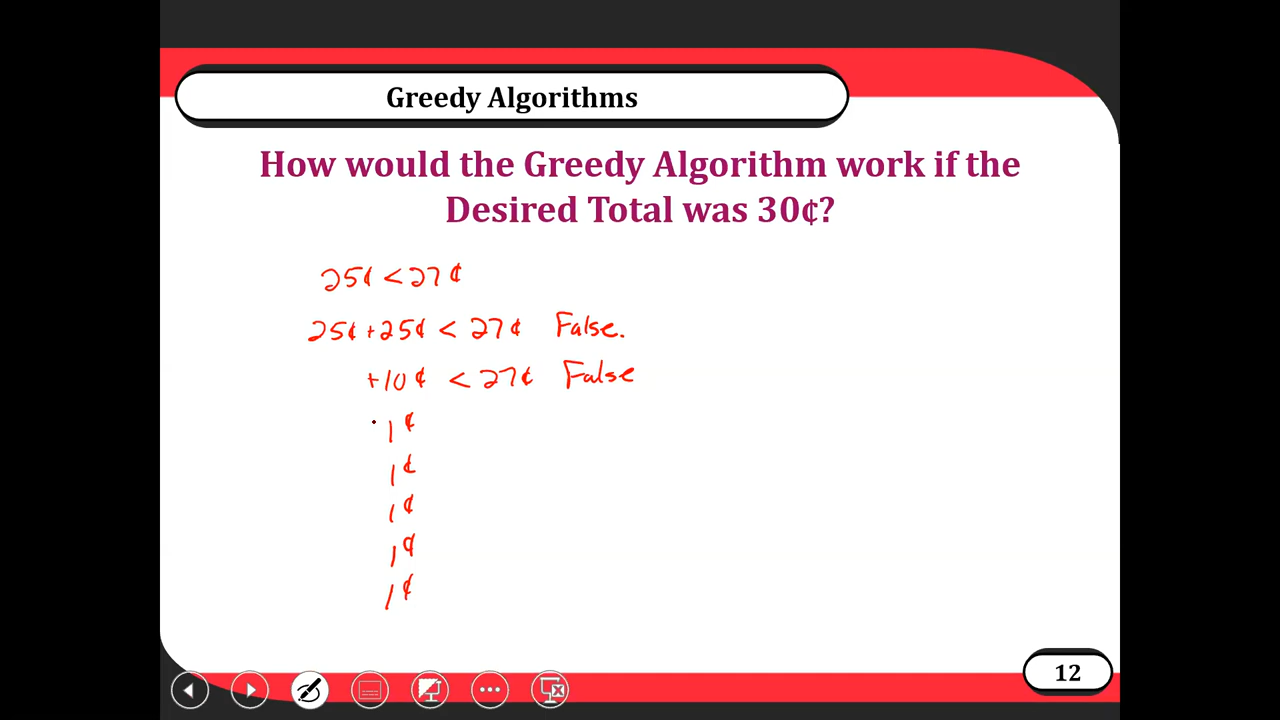 Greedy Algorithms
How would the Greedy Algorithm work if the
Desired Total was 30¢?
25¢ < 27¢
25¢ + 25¢ < 27¢ False.
+10¢ < 27¢ False
1¢
1¢
1¢
1¢
1¢
12